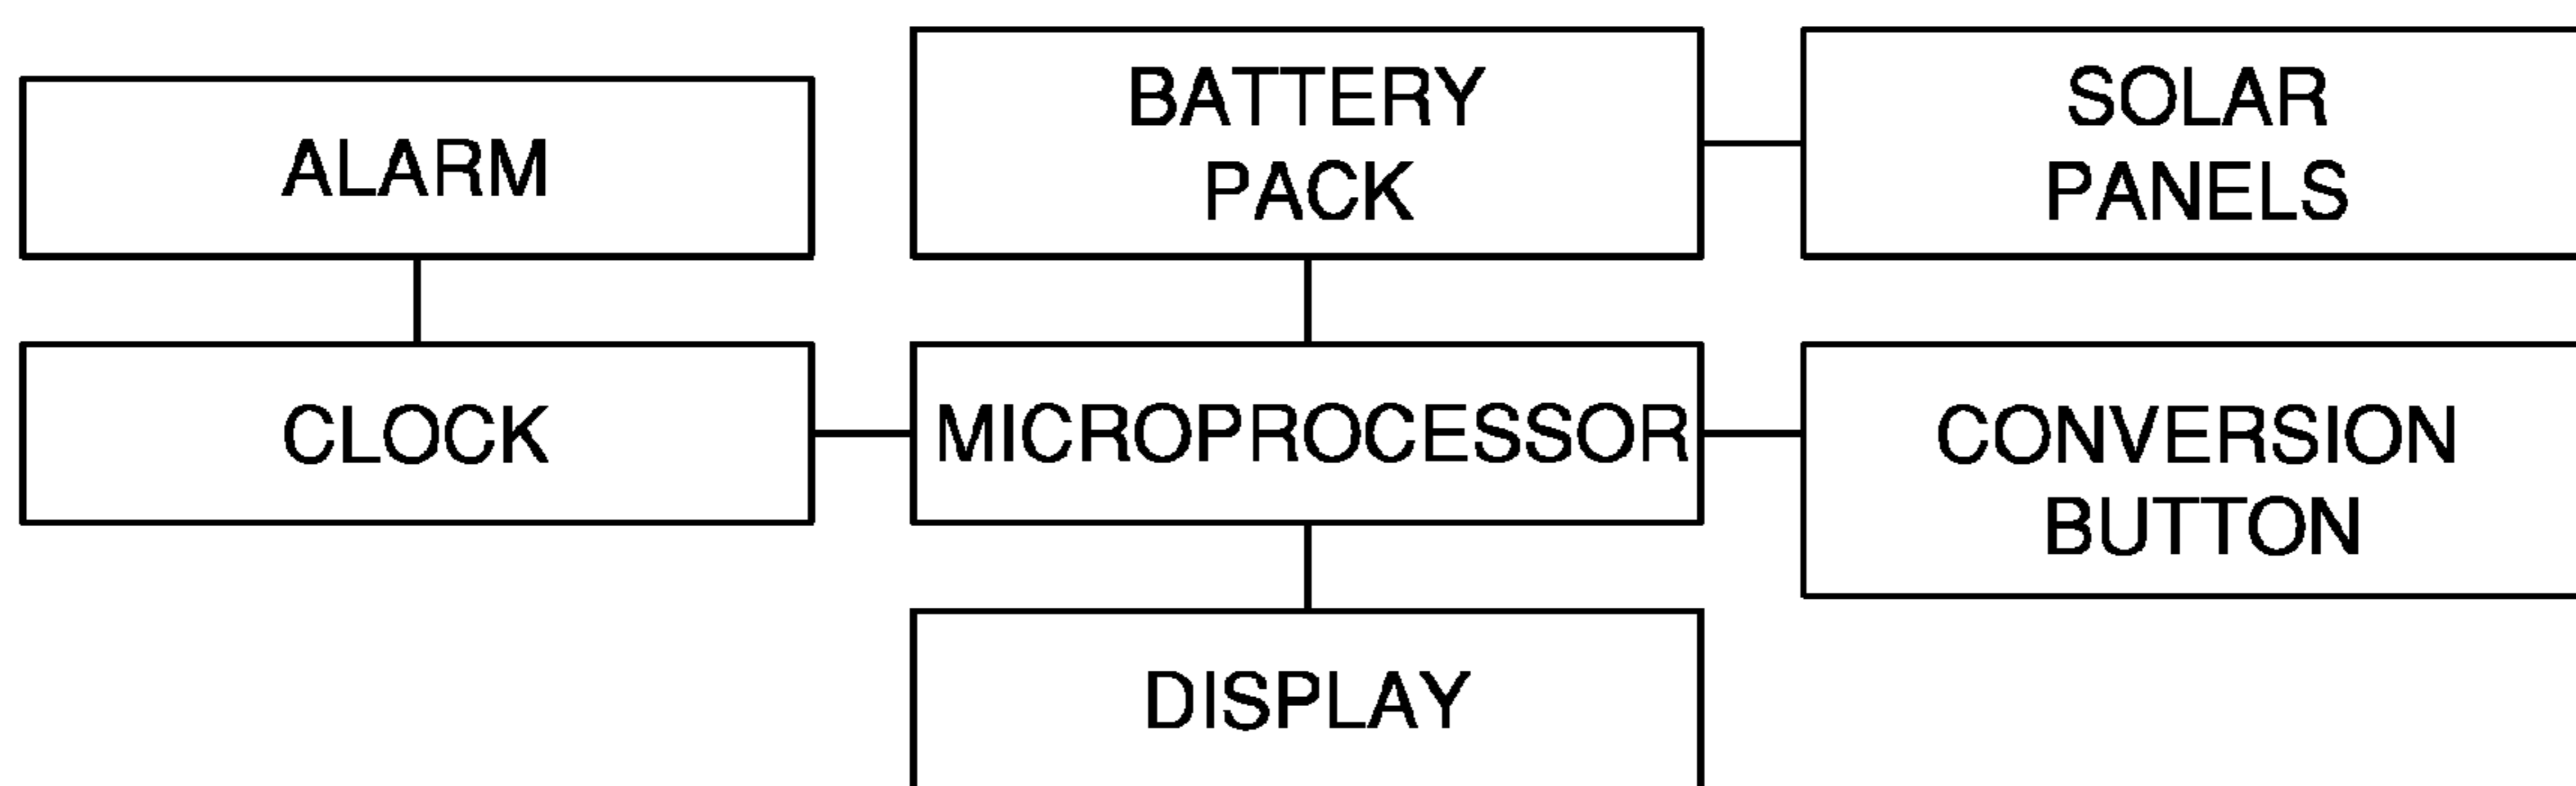 ALARM
BATTERY
PACK
SOLAR
PANELS
CLOCK
MICROPROCESSOR
CONVERSION
BUTTON
DISPLAY